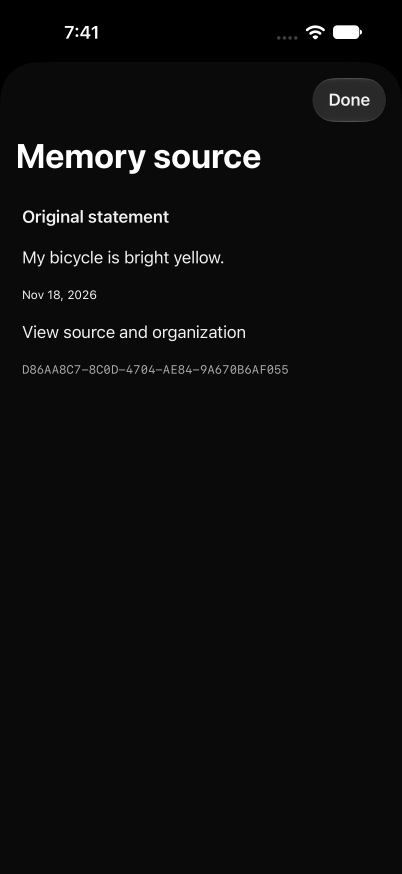 7:41
Done
Memory source
Original statement
My bicycle is bright yellow.
Nov 18, 2026
View source and organization
D86AA8C7–8C0D–4704–AE84–9A670B6AF055